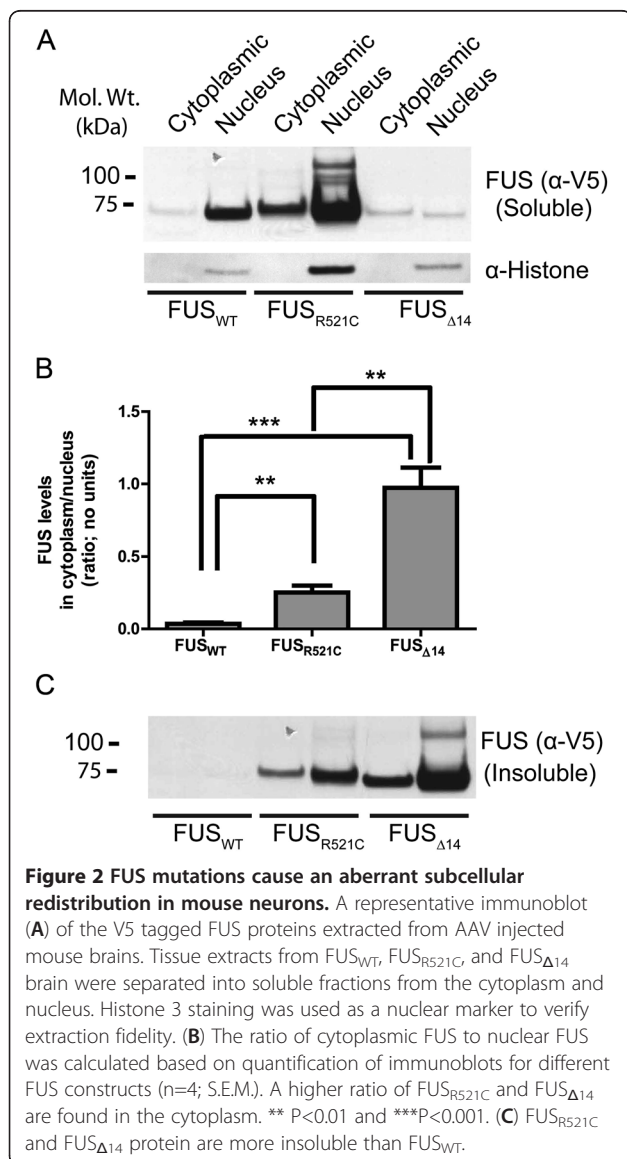 A
Mol. Wt.
(kDa)
Cytoplasmic
Nucleus
Cytoplasmic
Nucleus
Cytoplasmic
Nucleus
100
75
FUS (α-V5)
(Soluble)
α-Histone
FUSWT
FUSR521C
FUSΔ14
B
FUS levels
in cytoplasm/nucleus
(ratio; no units)
1.5
1.0
0.5
0.0
**
***
**
FUSWT
FUSR521C
FUSΔ14
C
100
75
FUS (α-V5)
(Insoluble)
FUSWT
FUSR521C
FUSΔ14
Figure 2 FUS mutations cause an aberrant subcellular
redistribution in mouse neurons. A representative immunoblot
(A) of the V5 tagged FUS proteins extracted from AAV injected
mouse brains. Tissue extracts from FUSWT, FUSR521C, and FUSΔ14
brain were separated into soluble fractions from the cytoplasm and
nucleus. Histone 3 staining was used as a nuclear marker to verify
extraction fidelity. (B) The ratio of cytoplasmic FUS to nuclear FUS
was calculated based on quantification of immunoblots for different
FUS constructs (n=4; S.E.M.). A higher ratio of FUSR521C and FUSΔ14
are found in the cytoplasm. ** P<0.01 and ***P<0.001. (C) FUSR521C
and FUSΔ14 protein are more insoluble than FUSWT.